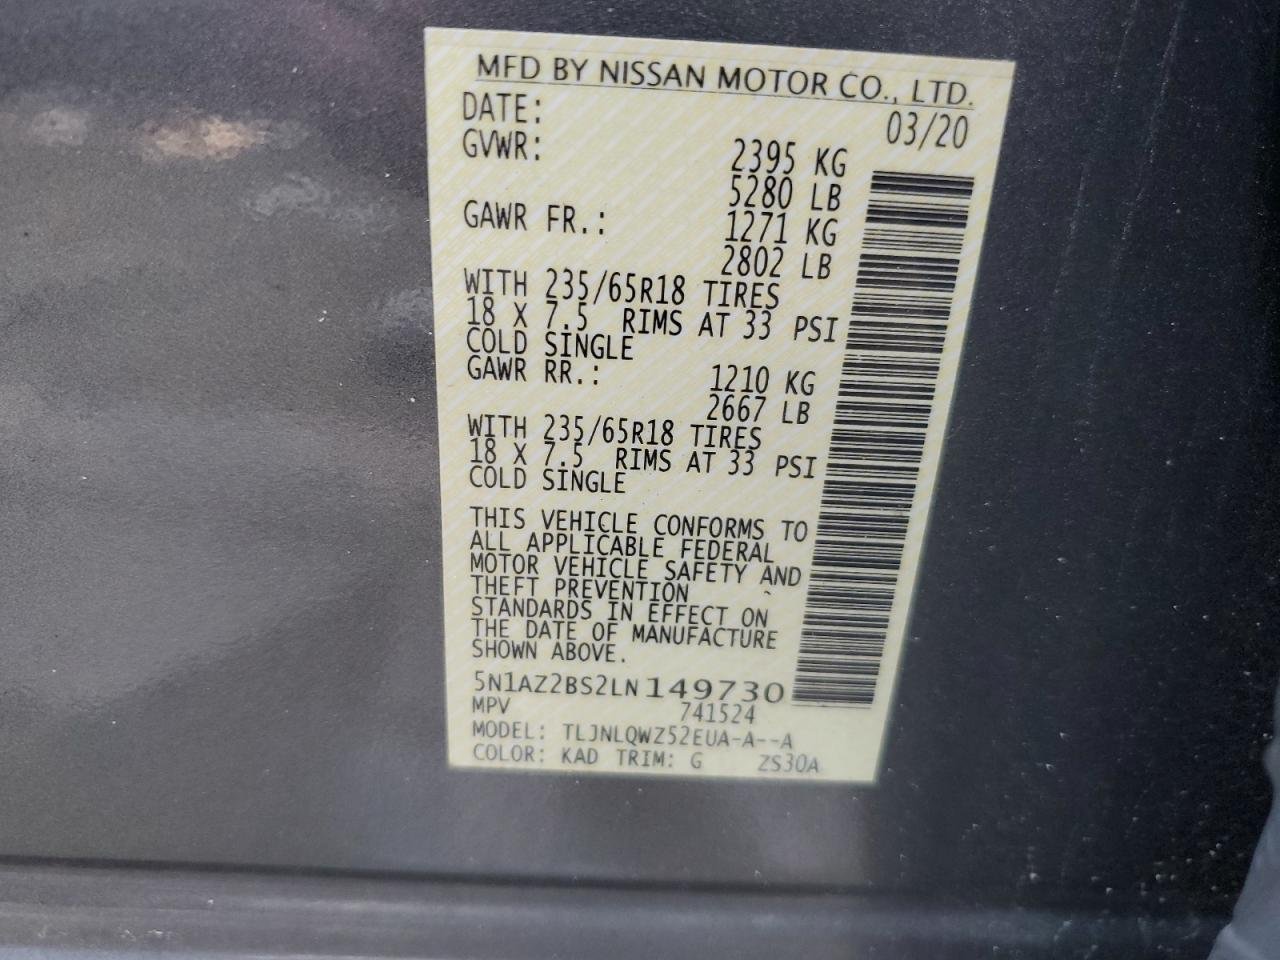 MFD BY NISSAN MOTOR CO., LTD.
DATE: 03/20
GVWR: 2395 KG
5280 LB
GAWR FR.: 1271 KG
2802 LB
WITH 235/65R18 TIRES
18 X 7.5 RIMS AT 33 PSI
COLD SINGLE
GAWR RR.: 1210 KG
2667 LB
WITH 235/65R18 TIRES
18 X 7.5 RIMS AT 33 PSI
COLD SINGLE
THIS VEHICLE CONFORMS TO
ALL APPLICABLE FEDERAL
MOTOR VEHICLE SAFETY AND
THEFT PREVENTION
STANDARDS IN EFFECT ON
THE DATE OF MANUFACTURE
SHOWN ABOVE.
5N1AZ2BS2LN149730
MPV 741524
MODEL: TLJNLQWZ52EUA-A--A
COLOR: KAD TRIM: G ZS30A